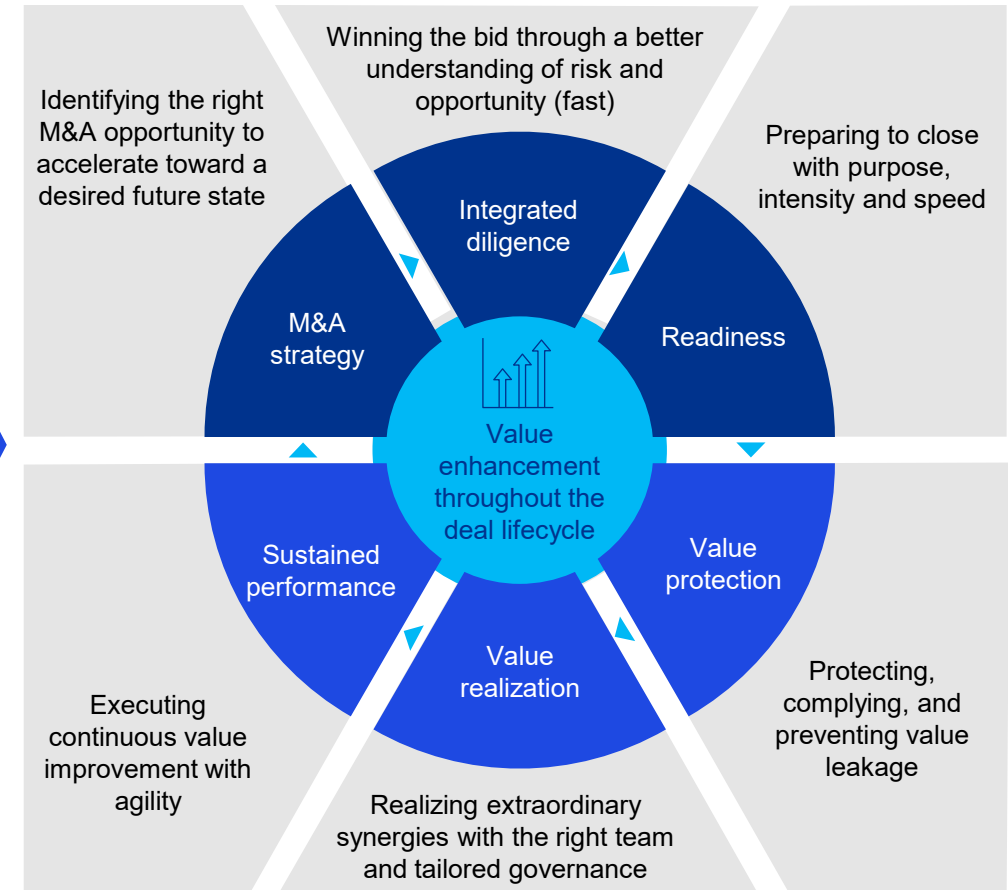 Winning the bid through a better
understanding of risk and
opportunity (fast)
Identifying the right
M&A opportunity to
accelerate toward a
desired future state
Preparing to close
with purpose,
intensity and speed
Integrated
diligence
M&A
strategy
Readiness
Value
enhancement
throughout the
deal lifecycle
Sustained
performance
Value
protection
Value
realization
Executing
continuous value
improvement with
agility
Protecting,
complying, and
preventing value
leakage
Realizing extraordinary
synergies with the right team
and tailored governance